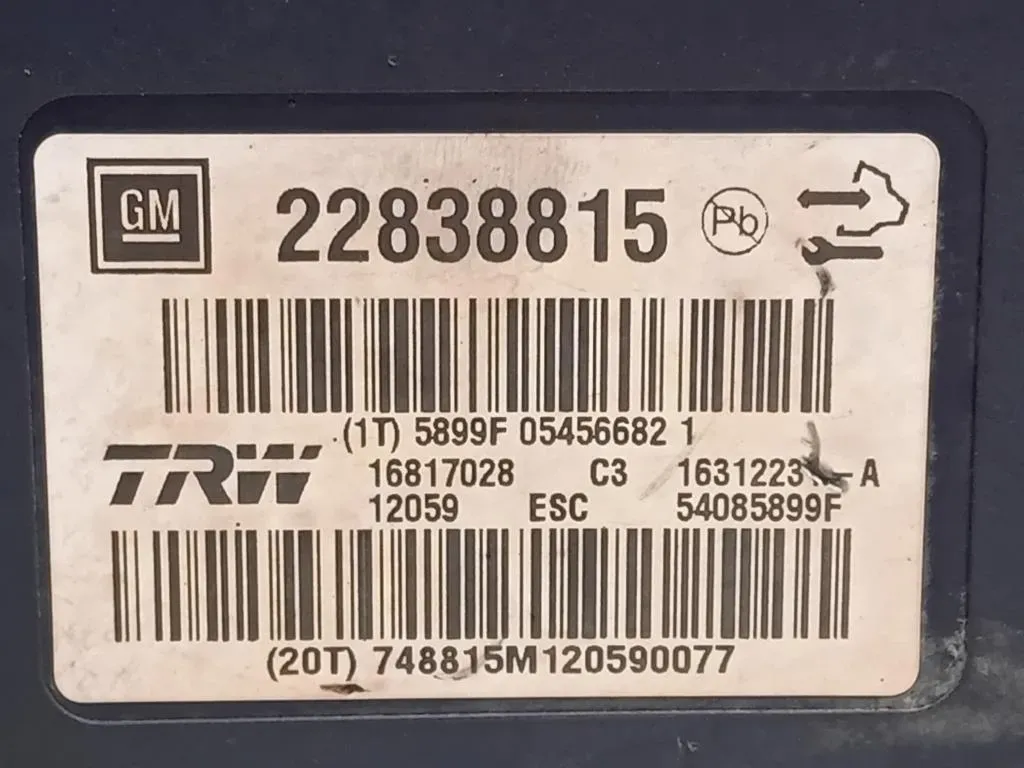 GM 22838815 Pb
(1T) 5899F 05456682 1
TRW
16817028 C3 A
12059 ESC 54085899F
(20T) 748815M120590077